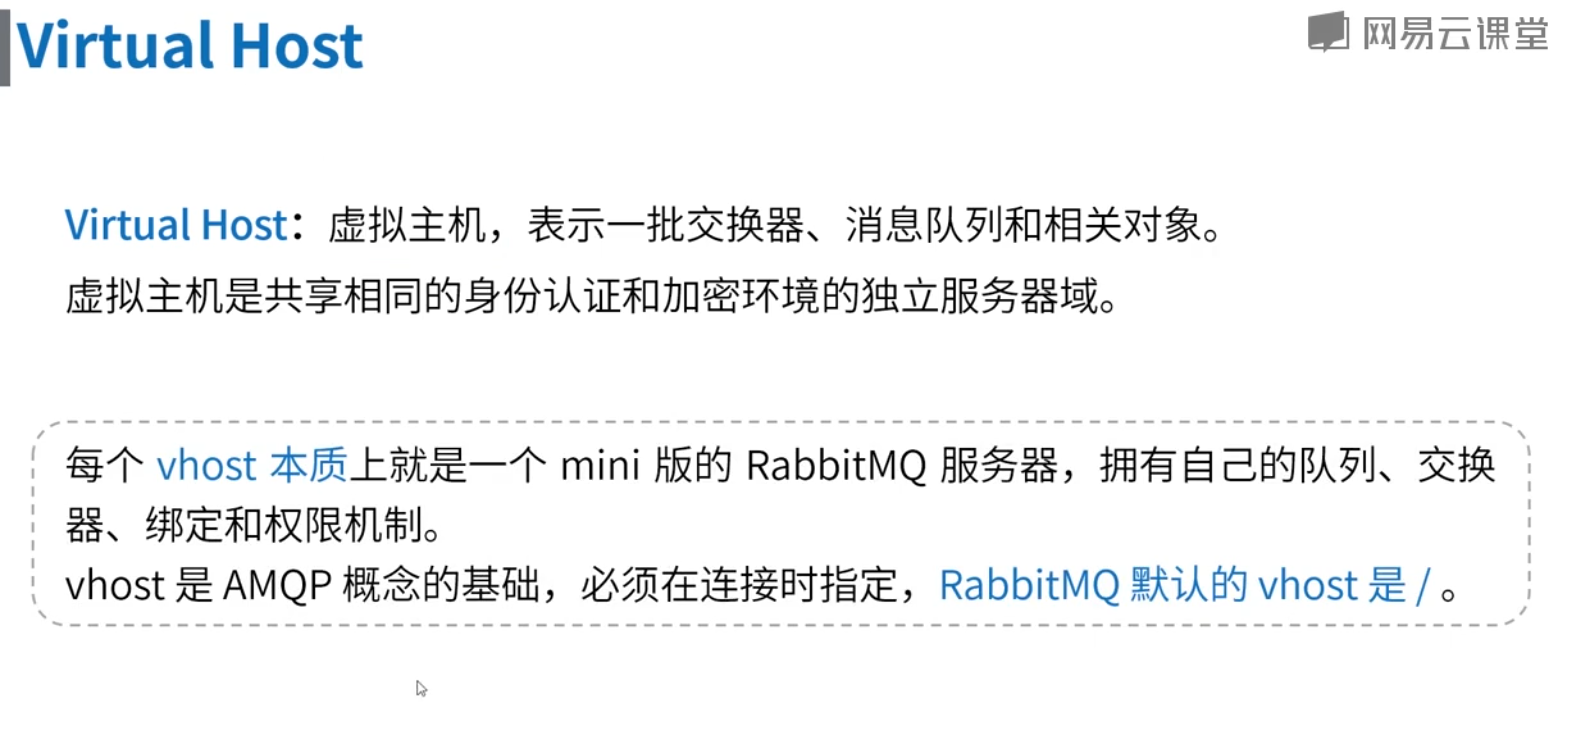 Virtual Host
网易云课堂
Virtual Host：虚拟主机，表示一批交换器、消息队列和相关对象。
虚拟主机是共享相同的身份认证和加密环境的独立服务器域。
每个 vhost 本质上就是一个 mini 版的 RabbitMQ 服务器，拥有自己的队列、交换
器、绑定和权限机制。
vhost 是 AMQP 概念的基础，必须在连接时指定，RabbitMQ 默认的 vhost 是 / 。